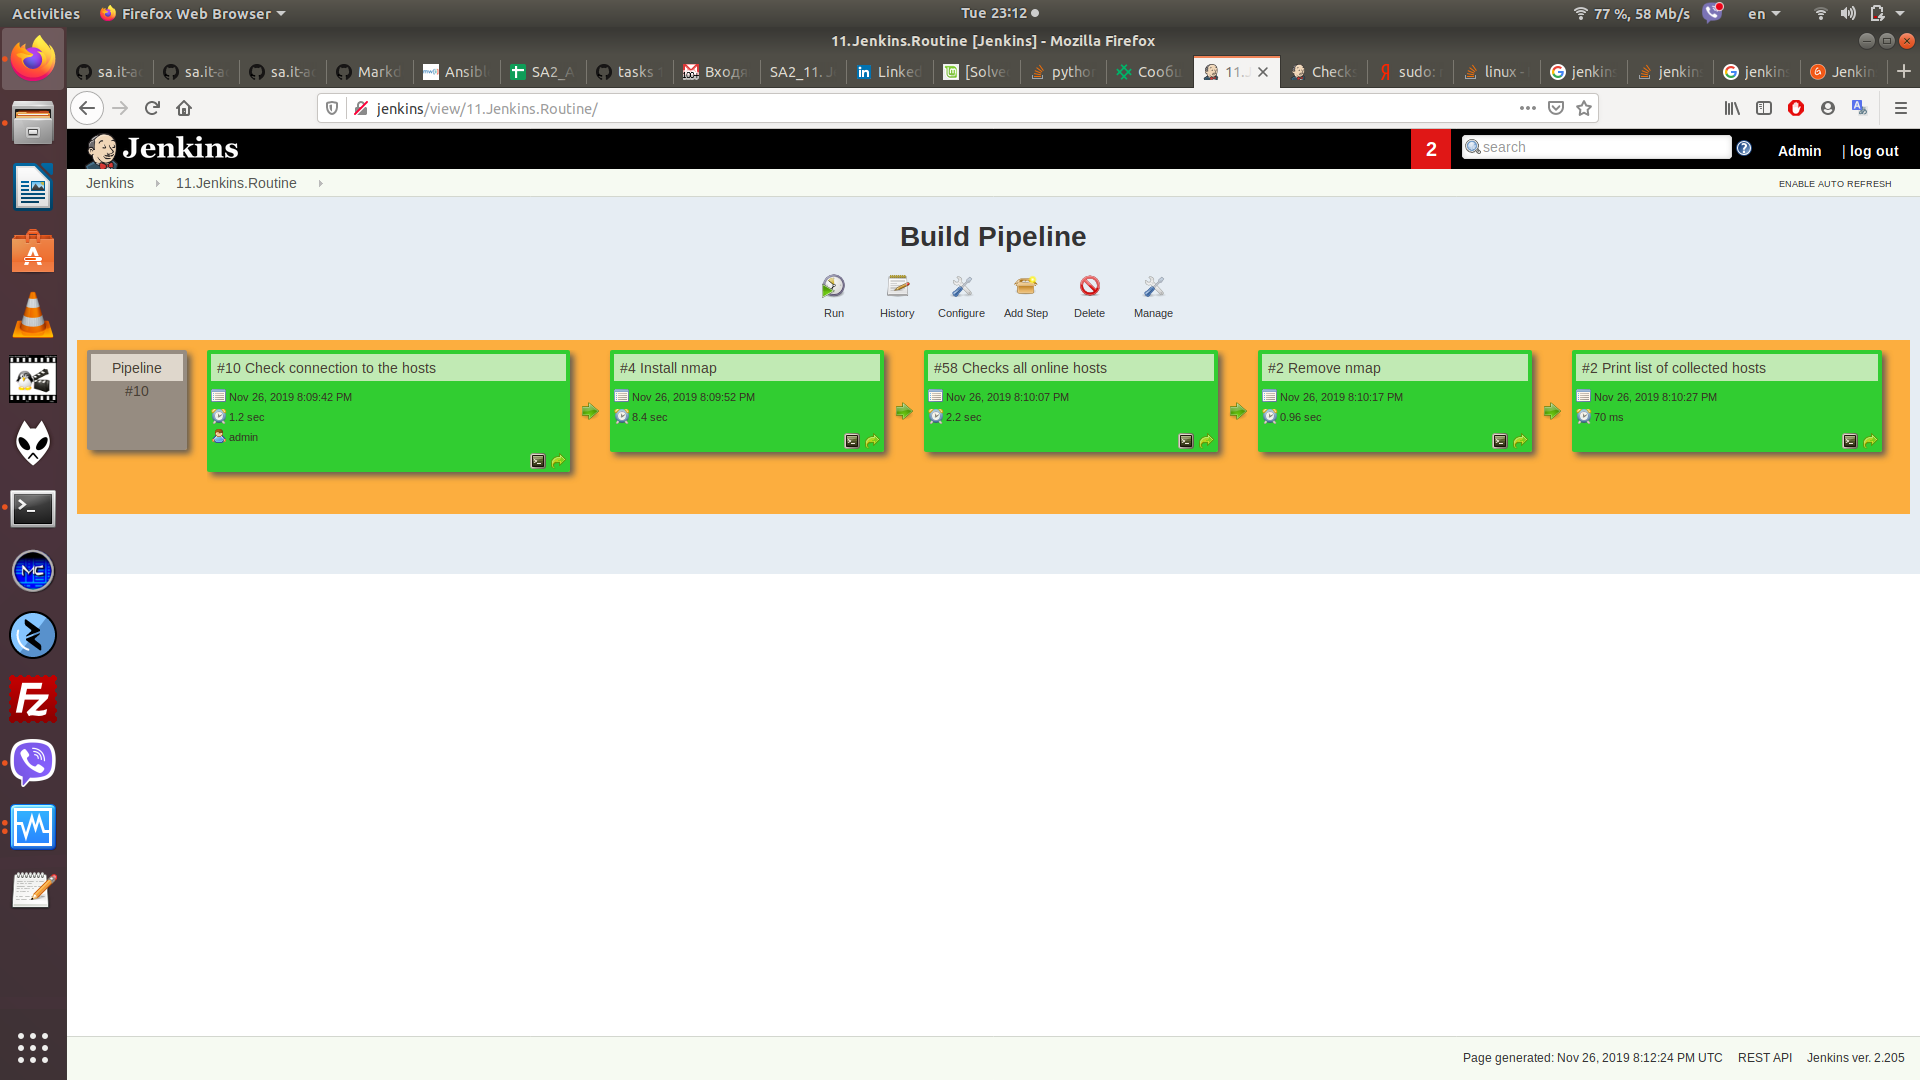 Activities Firefox Web Browser Tue 23:12 77 %, 58 Mb/s en
11.Jenkins.Routine [Jenkins] - Mozilla Firefox
sa.it-a sa.it-a sa.it-a Markd Ansibl SA2_A tasks Входя SA2_11. J Linked [Solve python Сообщ 11.J Checks sudo: linux - jenkins jenkins jenkins Jenkin
jenkins/view/11.Jenkins.Routine/
Jenkins 2 search Admin | log out
Jenkins 11.Jenkins.Routine ENABLE AUTO REFRESH
Build Pipeline
Run History Configure Add Step Delete Manage
Pipeline
#10
#10 Check connection to the hosts
Nov 26, 2019 8:09:42 PM
1.2 sec
admin
#4 Install nmap
Nov 26, 2019 8:09:52 PM
8.4 sec
#58 Checks all online hosts
Nov 26, 2019 8:10:07 PM
2.2 sec
#2 Remove nmap
Nov 26, 2019 8:10:17 PM
0.96 sec
#2 Print list of collected hosts
Nov 26, 2019 8:10:27 PM
70 ms
Page generated: Nov 26, 2019 8:12:24 PM UTC REST API Jenkins ver. 2.205